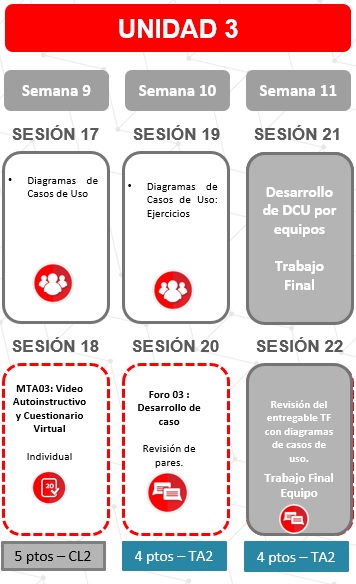 UNIDAD 3
Semana 9
Semana 10
Semana 11
SESIÓN 17
SESIÓN 19
SESIÓN 21
• Diagramas de
Casos de Uso
• Diagramas de
Casos de Uso:
Ejercicios
Desarrollo
de DCU por
equipos
Trabajo
Final
SESIÓN 18
SESIÓN 20
SESIÓN 22
MTA03: Video
Autoinstructivo
y Cuestionario
Virtual
Individual
20
Foro 03 :
Desarrollo de
caso
Revisión de
pares.
Revisión del
entregable TF
con diagramas
de casos de
uso.
Trabajo Final
Equipo
5 ptos – CL2
4 ptos – TA2
4 ptos – TA2